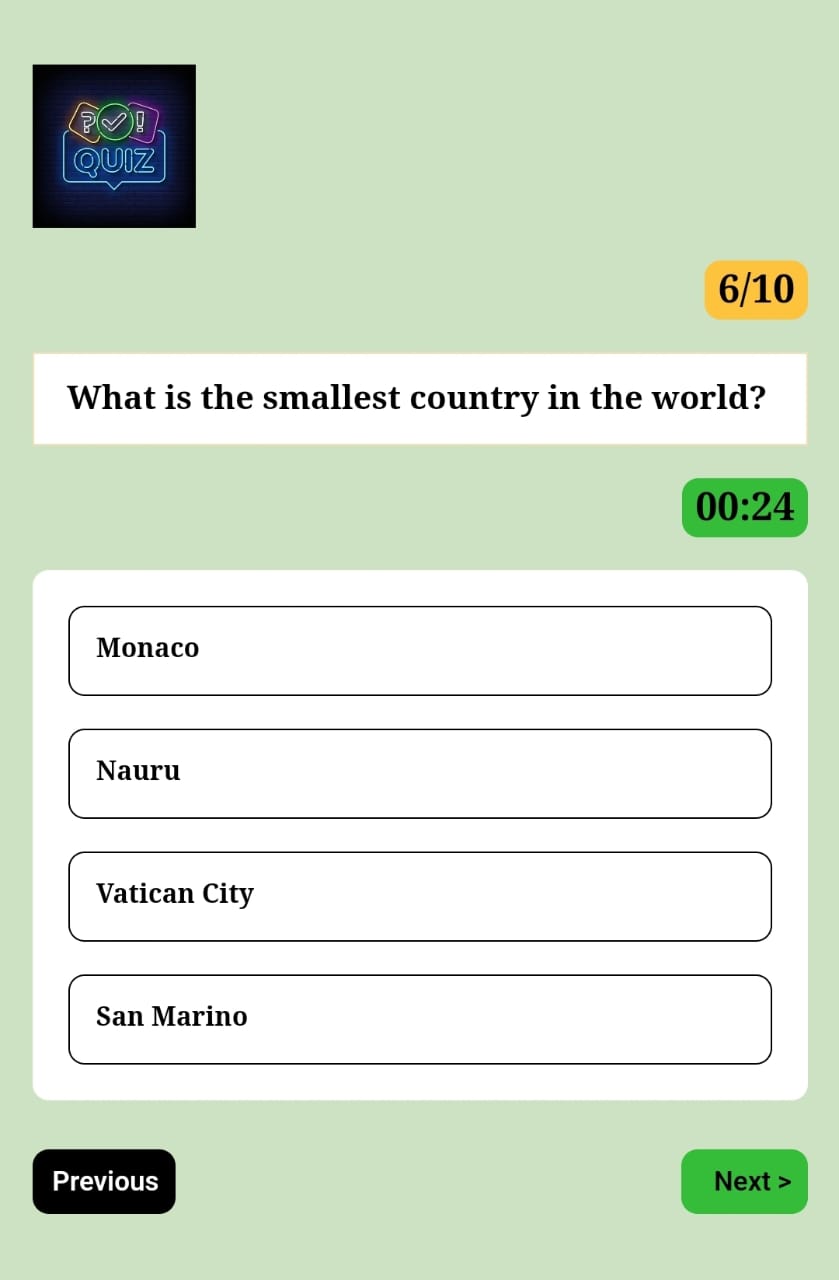 ? !
QUIZ
6/10
What is the smallest country in the world?
00:24
Monaco
Nauru
Vatican City
San Marino
Previous
Next >